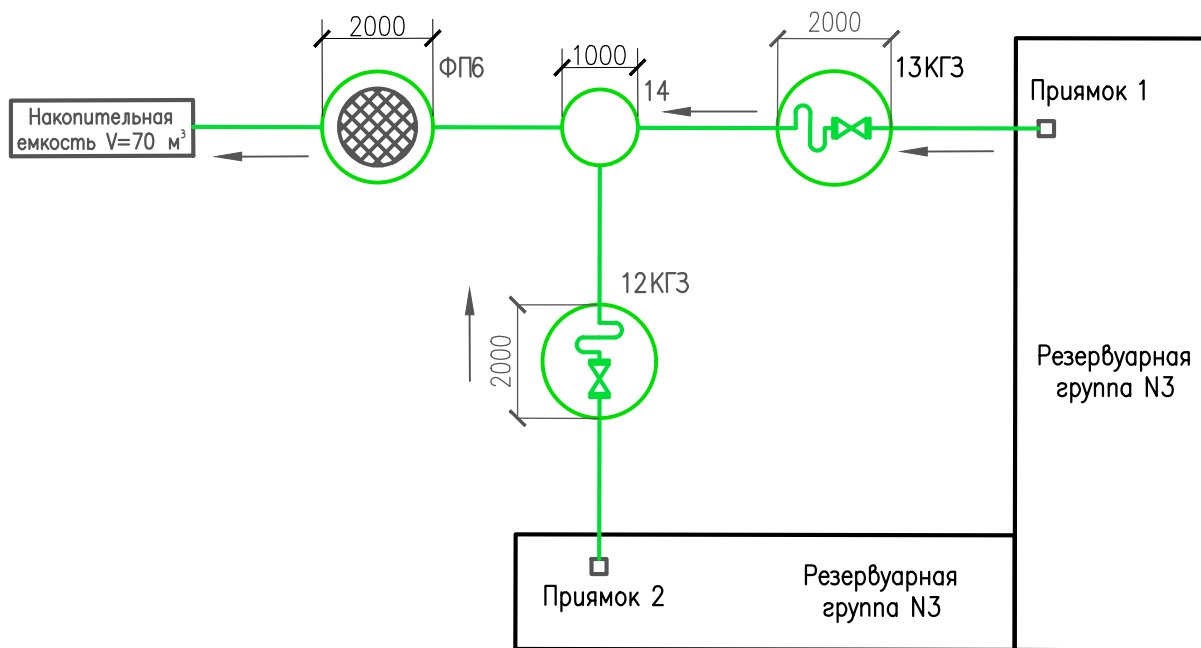 2000
ФП6
1000
14
2000
13КГЗ
Приямок 1
Накопительная
емкость V=70 м³
12КГЗ
2000
Резервуарная
группа N3
Приямок 2
Резервуарная
группа N3